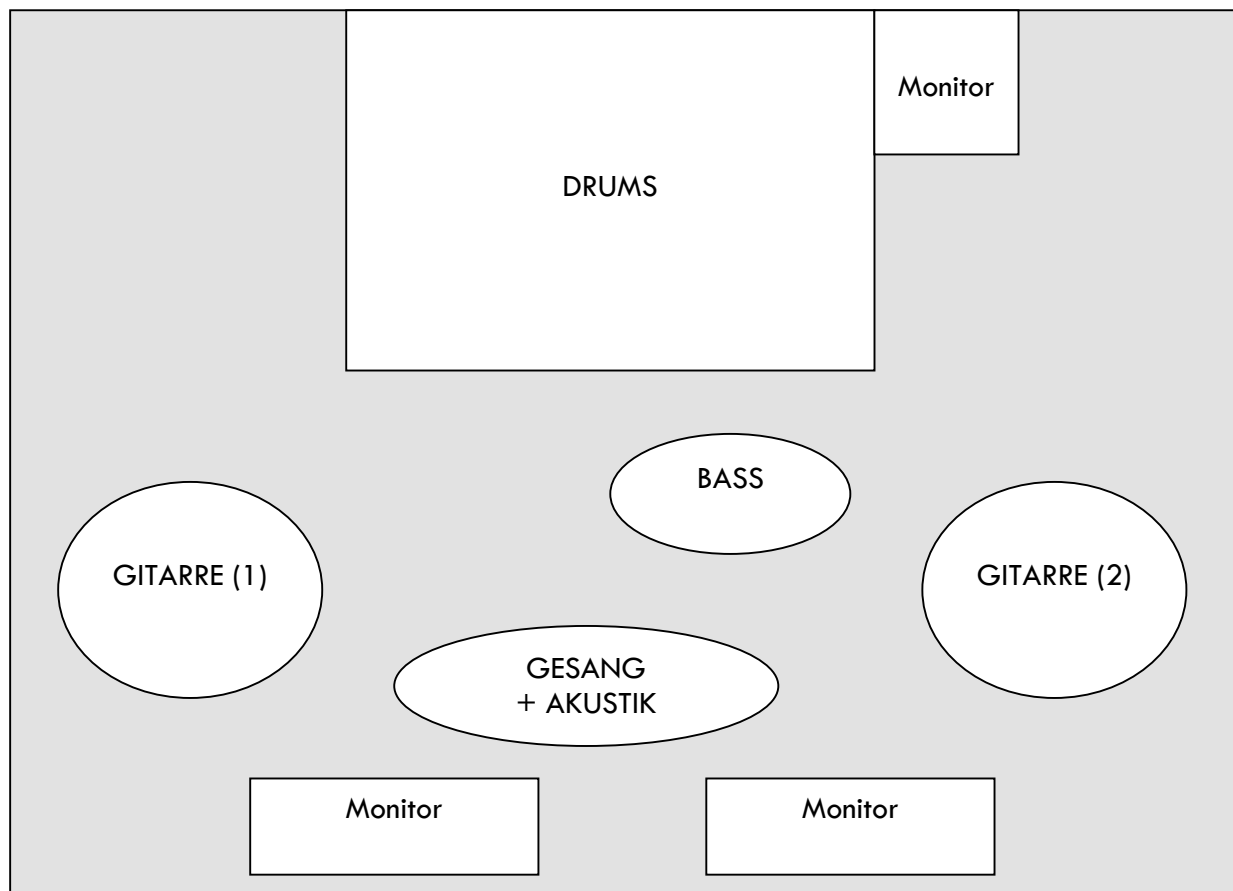 Monitor
DRUMS
BASS
GITARRE (1)
GITARRE (2)
GESANG
+ AKUSTIK
Monitor
Monitor